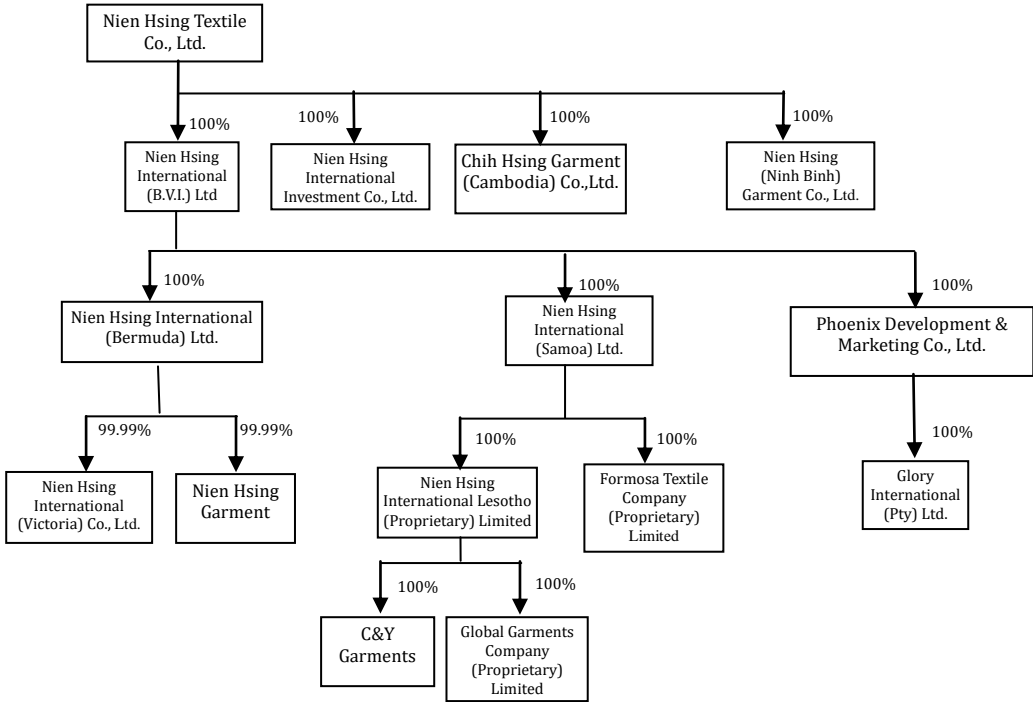 Nien Hsing Textile
Co., Ltd.
100%
100%
100%
100%
Nien Hsing
International
(B.V.I.) Ltd
Nien Hsing
International
Investment Co., Ltd.
Chih Hsing Garment
(Cambodia) Co.,Ltd.
Nien Hsing
(Ninh Binh)
Garment Co., Ltd.
100%
100%
100%
Nien Hsing International
(Bermuda) Ltd.
Nien Hsing
International
(Samoa) Ltd.
Phoenix Development &
Marketing Co., Ltd.
99.99%
99.99%
100%
100%
100%
Nien Hsing
International
(Victoria) Co., Ltd.
Nien Hsing
Garment
Nien Hsing
International Lesotho
(Proprietary) Limited
Formosa Textile
Company
(Proprietary)
Limited
Glory
International
(Pty) Ltd.
100%
100%
C&Y
Garments
Global Garments
Company
(Proprietary)
Limited